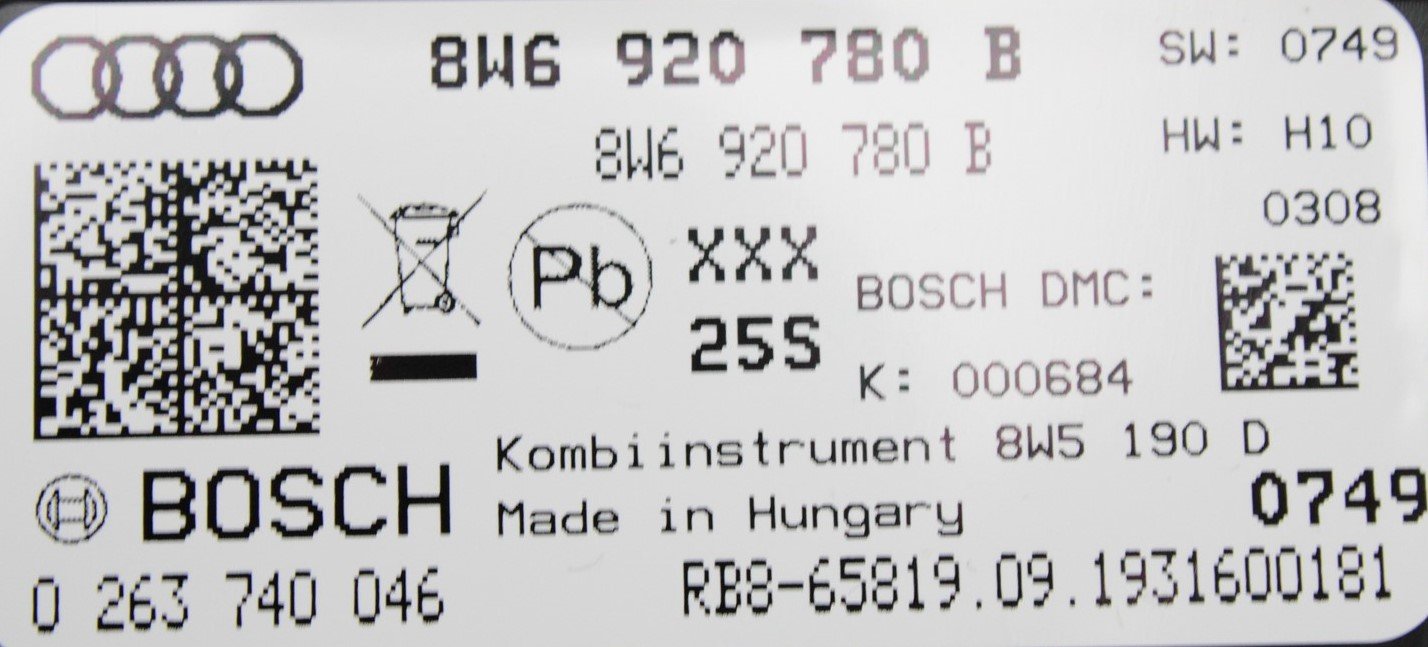 8W6 920 780 B
SW: 0749
8W6 920 780 B
HW: H10
0308
Pb
XXX
25S
BOSCH DMC:
K: 000684
Kombiinstrument 8W5 190 D
BOSCH
Made in Hungary
0749
0 263 740 046
RB8-65819.09.1931600181